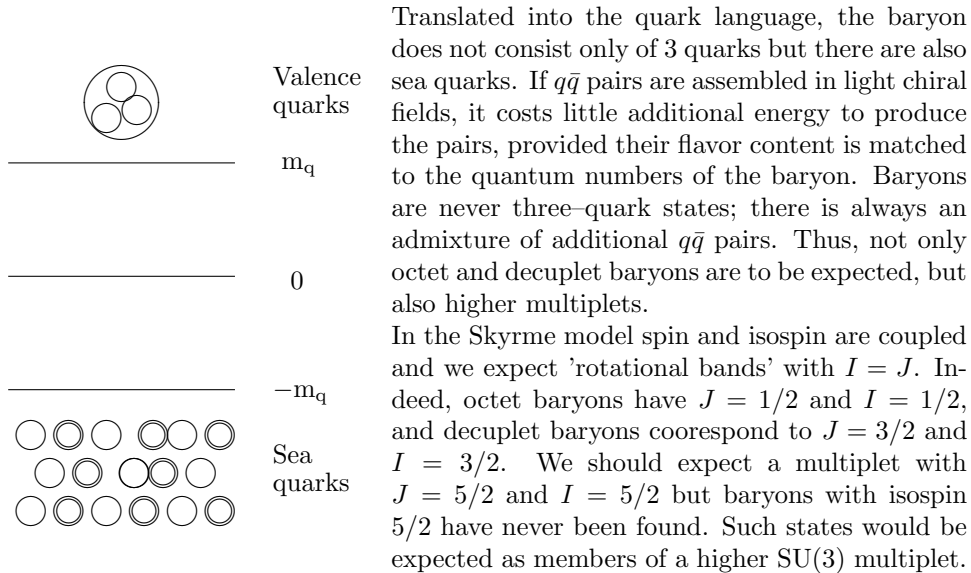 Valence
quarks
m_q
0
−m_q
Sea
quarks
Translated into the quark language, the baryon
does not consist only of 3 quarks but there are also
sea quarks. If qq̄ pairs are assembled in light chiral
fields, it costs little additional energy to produce
the pairs, provided their flavor content is matched
to the quantum numbers of the baryon. Baryons
are never three–quark states; there is always an
admixture of additional qq̄ pairs. Thus, not only
octet and decuplet baryons are to be expected, but
also higher multiplets.
In the Skyrme model spin and isospin are coupled
and we expect 'rotational bands' with I = J. In-
deed, octet baryons have J = 1/2 and I = 1/2,
and decuplet baryons coorespond to J = 3/2 and
I = 3/2. We should expect a multiplet with
J = 5/2 and I = 5/2 but baryons with isospin
5/2 have never been found. Such states would be
expected as members of a higher SU(3) multiplet.